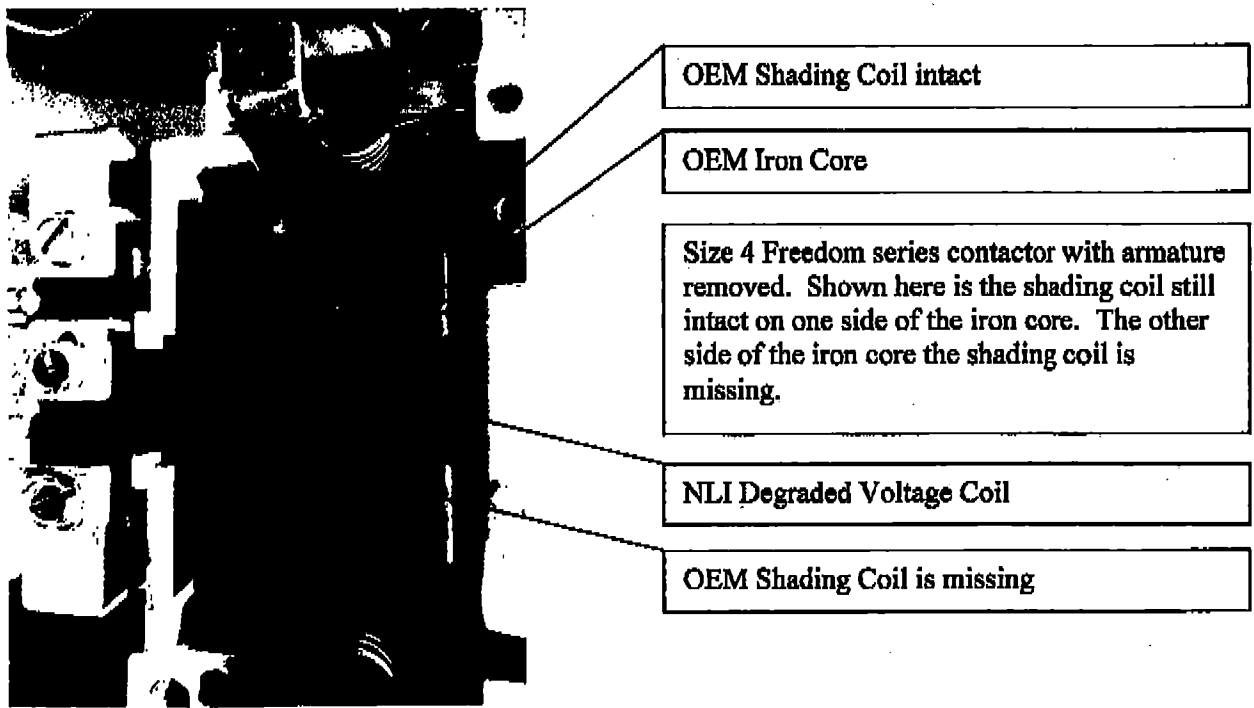 OEM Shading Coil intact
OEM Iron Core
Size 4 Freedom series contactor with armature
removed. Shown here is the shading coil still
intact on one side of the iron core. The other
side of the iron core the shading coil is
missing.
NLI Degraded Voltage Coil
OEM Shading Coil is missing